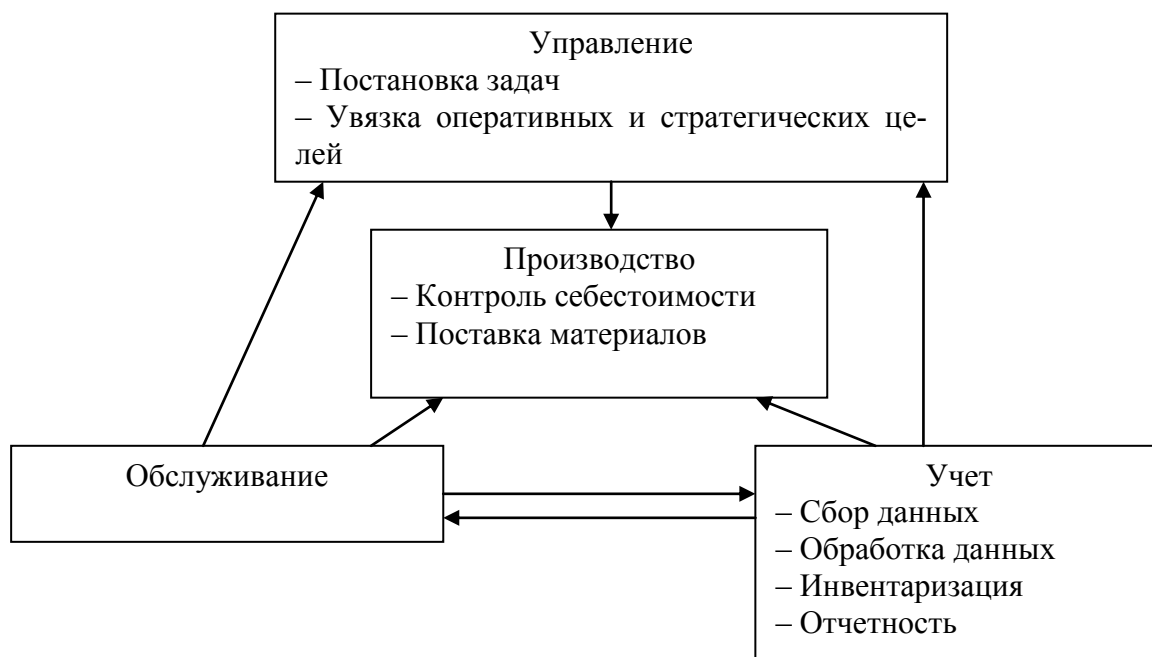 Управление
– Постановка задач
– Увязка оперативных и стратегических це-
лей
Производство
– Контроль себестоимости
– Поставка материалов
Обслуживание
Учет
– Сбор данных
– Обработка данных
– Инвентаризация
– Отчетность